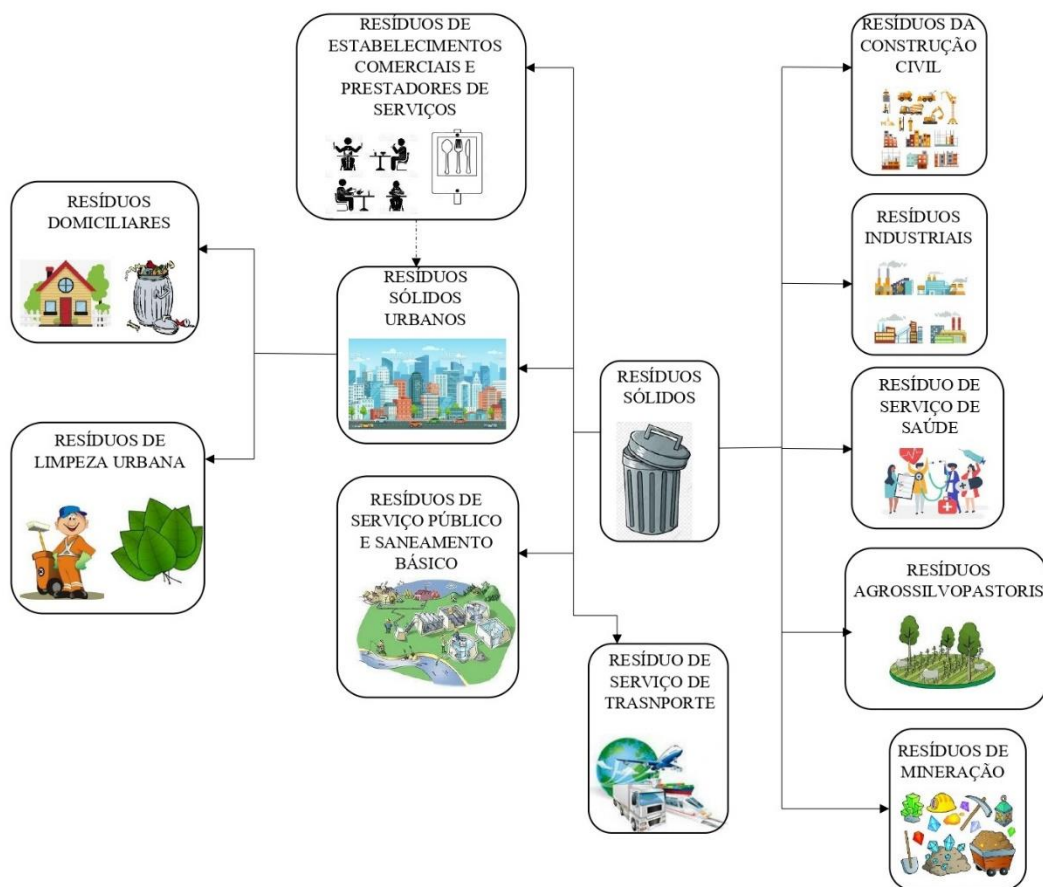 RESÍDUOS DE
ESTABELECIMENTOS
COMERCIAIS E
PRESTADORES DE
SERVIÇOS
RESÍDUOS DA
CONSTRUÇÃO
CIVIL
RESÍDUOS
DOMICILIARES
RESÍDUOS
SÓLIDOS
URBANOS
RESÍDUOS
INDUSTRIAIS
RESÍDUOS
SÓLIDOS
RESÍDUO DE
SERVIÇO DE
SAÚDE
RESÍDUOS DE
LIMPEZA URBANA
RESÍDUOS DE
SERVIÇO PÚBLICO
E SANEAMENTO
BÁSICO
RESÍDUOS
AGROSSILVOPASTORIS
RESÍDUO DE
SERVIÇO DE
TRASNPORTE
RESÍDUOS DE
MINERAÇÃO